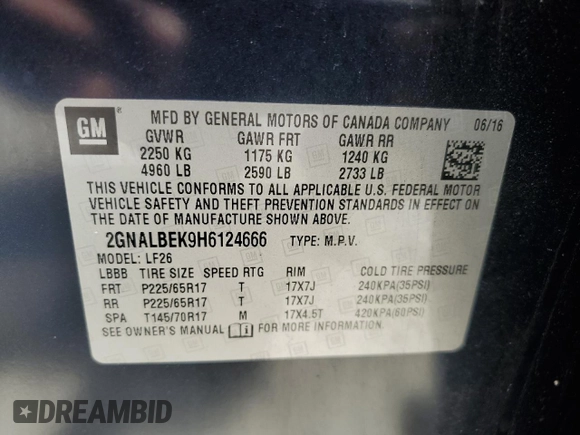 GM
MFD BY GENERAL MOTORS OF CANADA COMPANY 06/16
GVWR GAWR FRT GAWR RR
2250 KG 1175 KG 1240 KG
4960 LB 2590 LB 2733 LB
THIS VEHICLE CONFORMS TO ALL APPLICABLE U.S. FEDERAL MOTOR
VEHICLE SAFETY AND THEFT PREVENTION STANDARDS IN EFFECT ON
THE DATE OF MANUFACTURE SHOWN ABOVE.
2GNALBEK9H6124666 TYPE: M.P.V.
MODEL: LF26
LBBB TIRE SIZE SPEED RTG RIM COLD TIRE PRESSURE
FRT P225/65R17 T 17X7J 240KPA(35PSI)
RR P225/65R17 T 17X7J 240KPA(35PSI)
SPA T145/70R17 M 17X4.5T 420KPA(60PSI)
SEE OWNER'S MANUAL i FOR MORE INFORMATION
DREAMBID